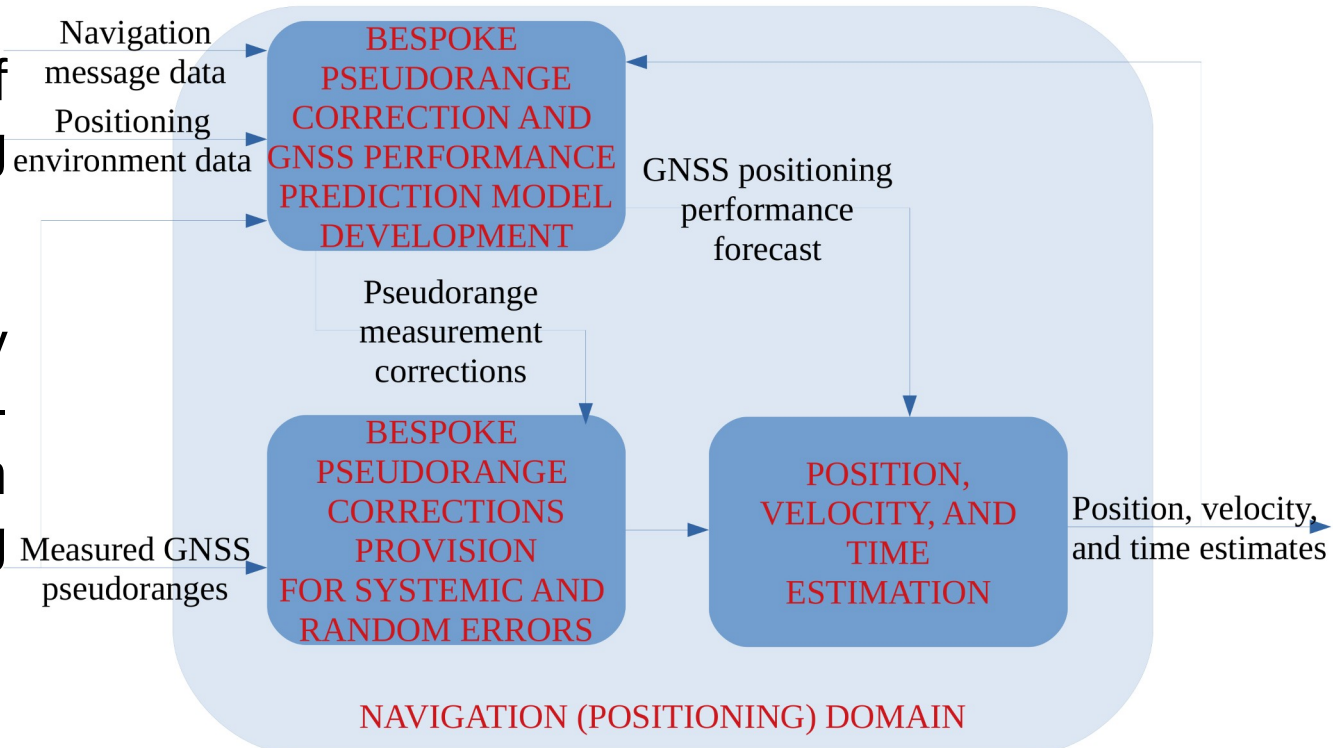 Navigation
message data
Positioning
environment data
BESPOKE
PSEUDORANGE
CORRECTION AND
GNSS PERFORMANCE
PREDICTION MODEL
DEVELOPMENT
GNSS positioning
performance
forecast
Pseudorange
measurement
corrections
Measured GNSS
pseudoranges
BESPOKE
PSEUDORANGE
CORRECTIONS
PROVISION
FOR SYSTEMIC AND
RANDOM ERRORS
POSITION,
VELOCITY, AND
TIME
ESTIMATION
Position, velocity,
and time estimates
NAVIGATION (POSITIONING) DOMAIN